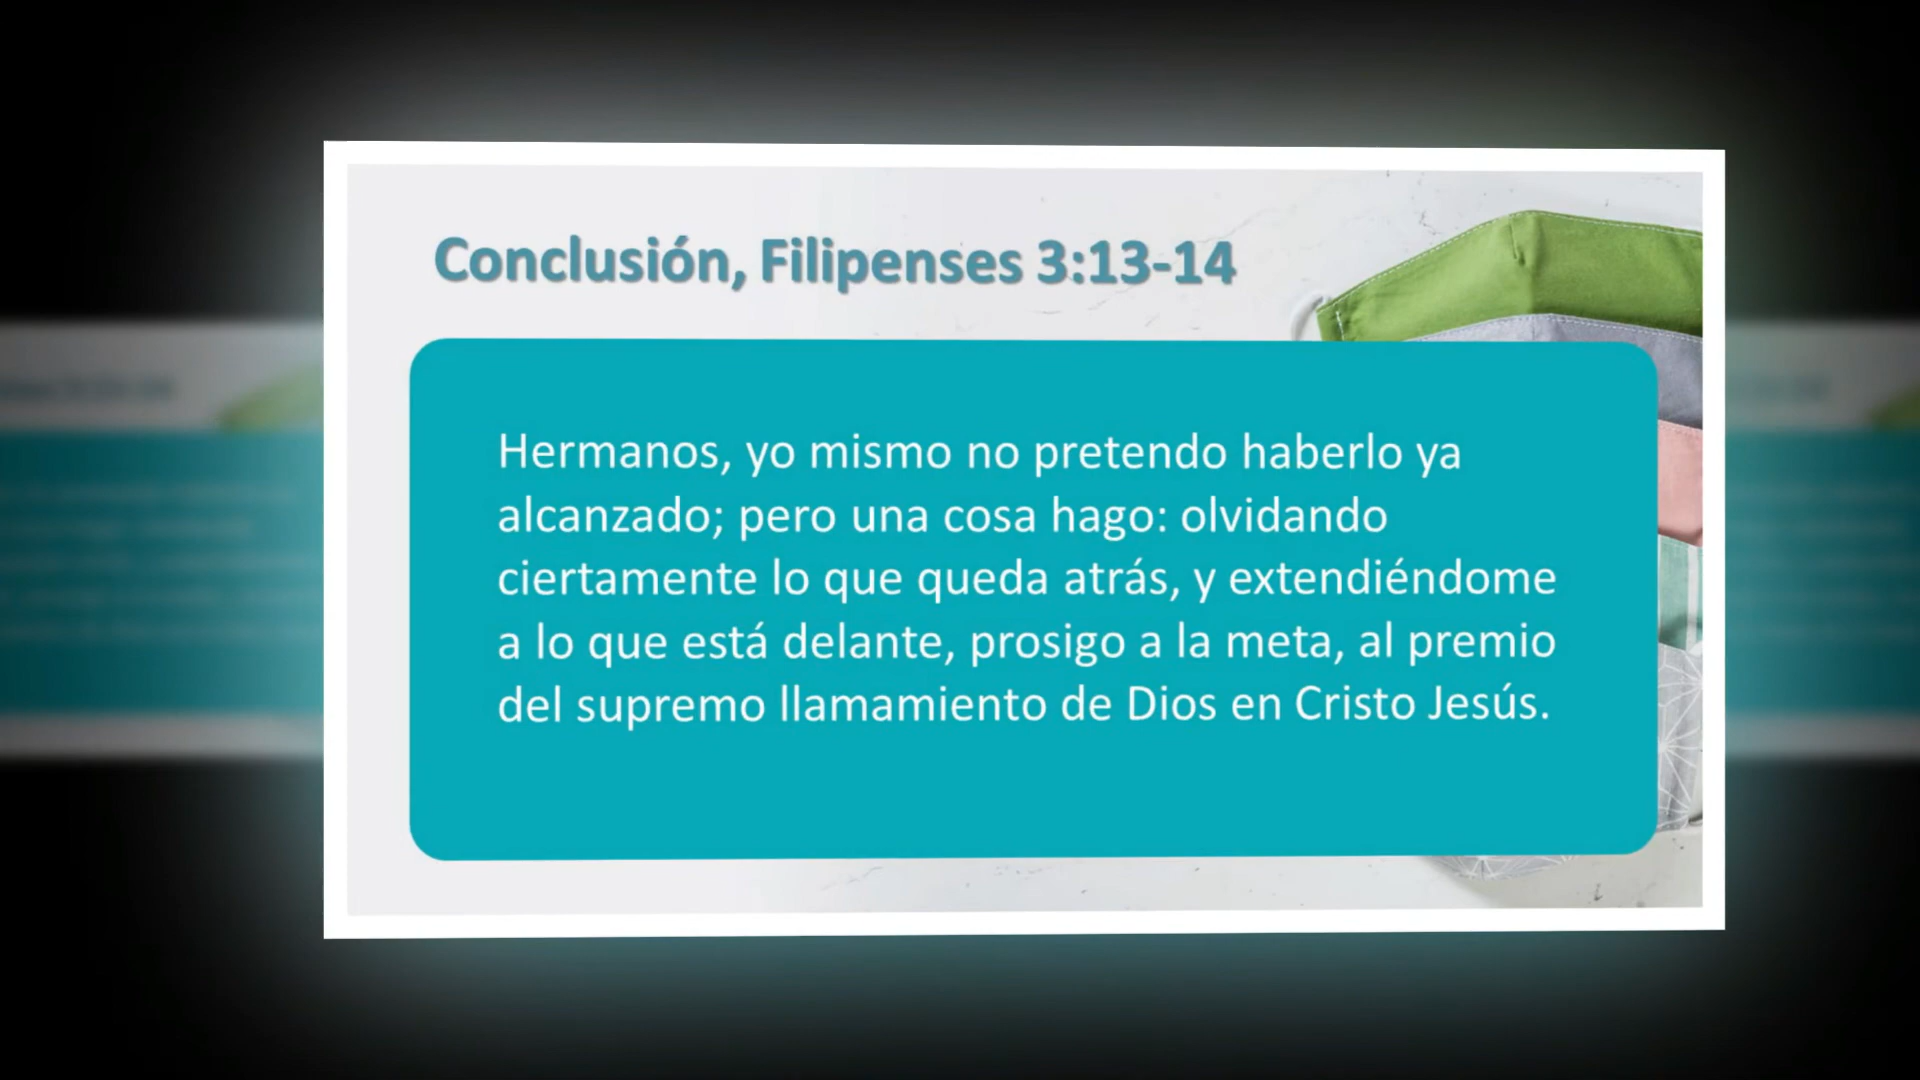 Conclusión, Filipenses 3:13-14
Hermanos, yo mismo no pretendo haberlo ya
alcanzado; pero una cosa hago: olvidando
ciertamente lo que queda atrás, y extendiéndome
a lo que está delante, prosigo a la meta, al premio
del supremo llamamiento de Dios en Cristo Jesús.